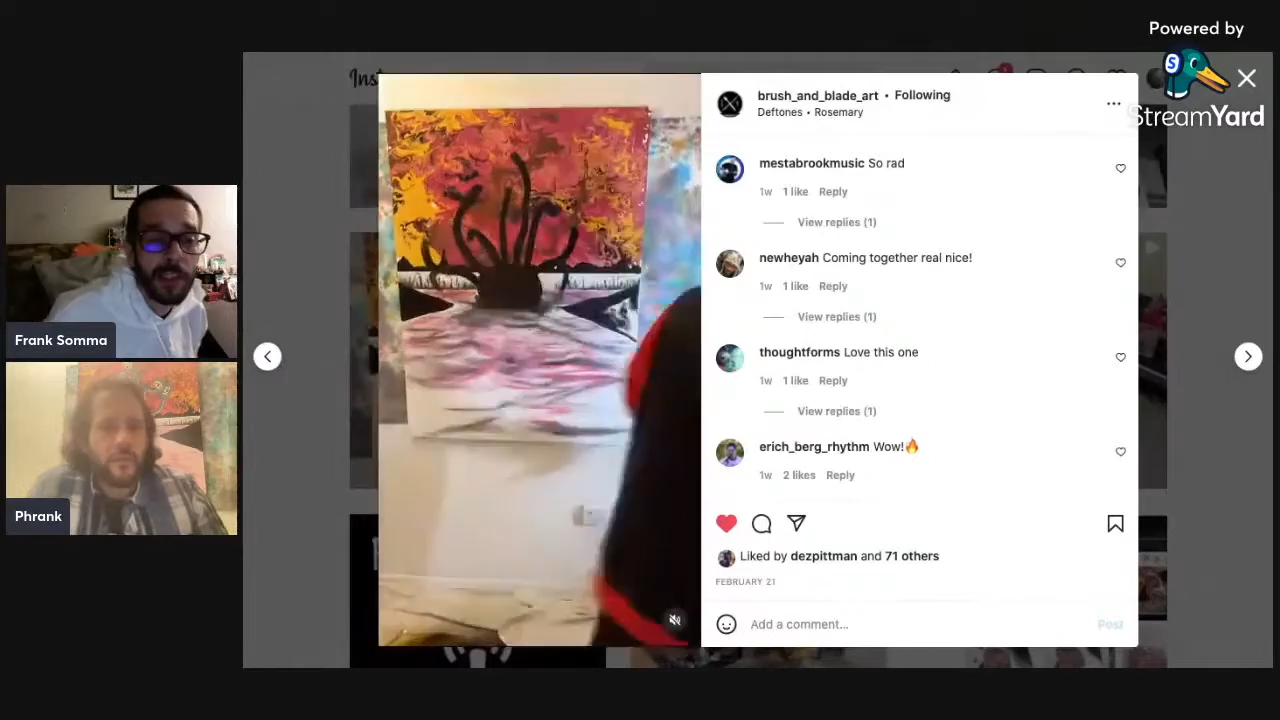 Powered by
StreamYard
Inst
brush_and_blade_art • Following
Deftones • Rosemary
mestabrookmusic So rad
1w 1 like Reply
View replies (1)
newheyah Coming together real nice!
1w 1 like Reply
View replies (1)
thoughtforms Love this one
1w 1 like Reply
View replies (1)
erich_berg_rhythm Wow!🔥
1w 2 likes Reply
Liked by dezpittman and 71 others
FEBRUARY 21
Add a comment...
Post
Frank Somma
Phrank